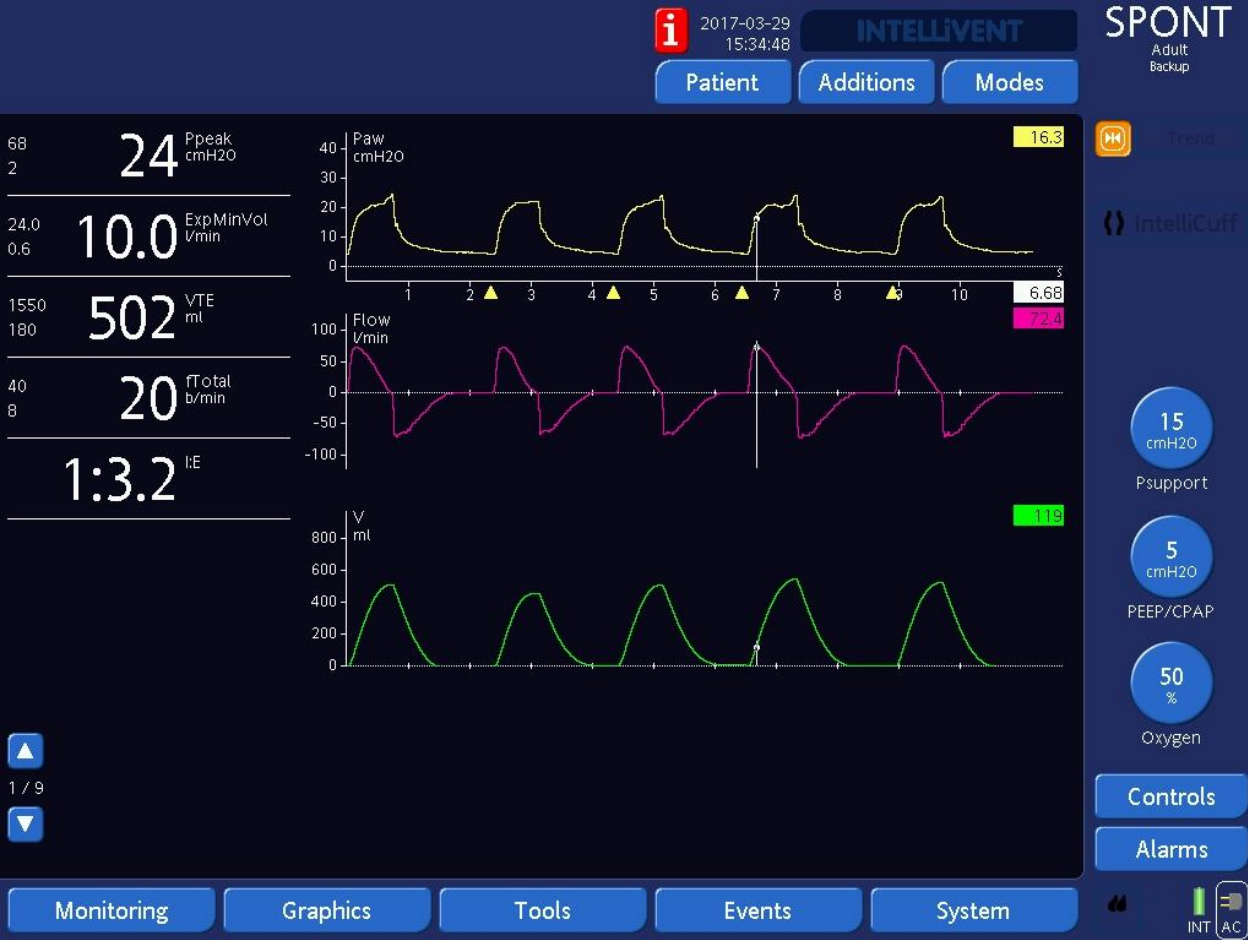 2017-03-29
15:34:48
INTELLiVENT
SPONT
Adult
Backup
Patient
Additions
Modes
68
2
24
Ppeak
cmH2O
24.0
0.6
10.0
ExpMinVol
l/min
1550
180
502
VTE
ml
40
8
20
fTotal
b/min
1:3.2
I:E
Paw
cmH2O
40
30
20
10
0
16.3
s
1 2 3 4 5 6 7 8 9 10
6.68
Flow
l/min
100
50
0
-50
-100
72.4
V
ml
800
600
400
200
0
119
Trend
IntelliCuff
15
cmH2O
Psupport
5
cmH2O
PEEP/CPAP
50
%
Oxygen
1 / 9
Controls
Alarms
Monitoring
Graphics
Tools
Events
System
INT
AC